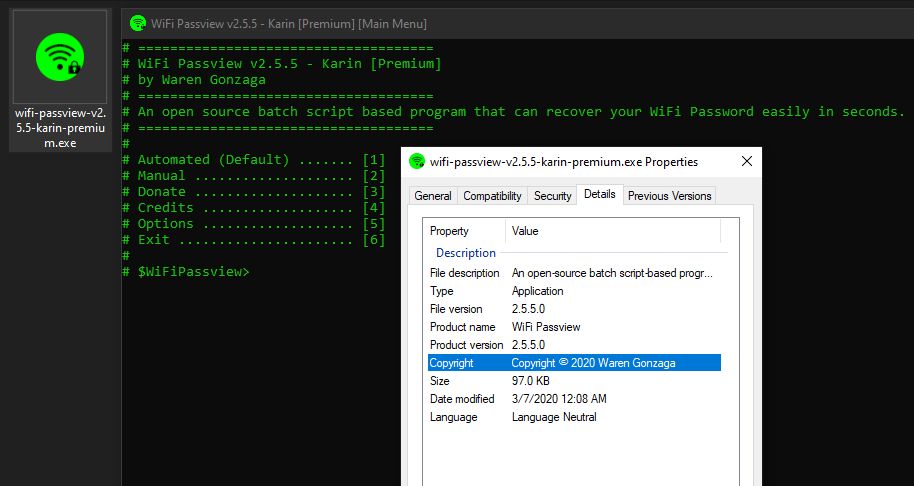 wifi-passview-v2.
5.5-karin-premiu
m.exe
WiFi Passview v2.5.5 - Karin [Premium] [Main Menu]
# =====================================
# WiFi Passview v2.5.5 - Karin [Premium]
# by Waren Gonzaga
# =====================================
# An open source batch script based program that can recover your WiFi Password easily in seconds.
# =====================================
#
# Automated (Default) ....... [1]
# Manual .................... [2]
# Donate .................... [3]
# Credits ................... [4]
# Options ................... [5]
# Exit ...................... [6]
#
# $WiFiPassview>
wifi-passview-v2.5.5-karin-premium.exe Properties
General Compatibility Security Details Previous Versions
Property Value
Description
File description An open-source batch script-based progr...
Type Application
File version 2.5.5.0
Product name WiFi Passview
Product version 2.5.5.0
Copyright Copyright © 2020 Waren Gonzaga
Size 97.0 KB
Date modified 3/7/2020 12:08 AM
Language Language Neutral